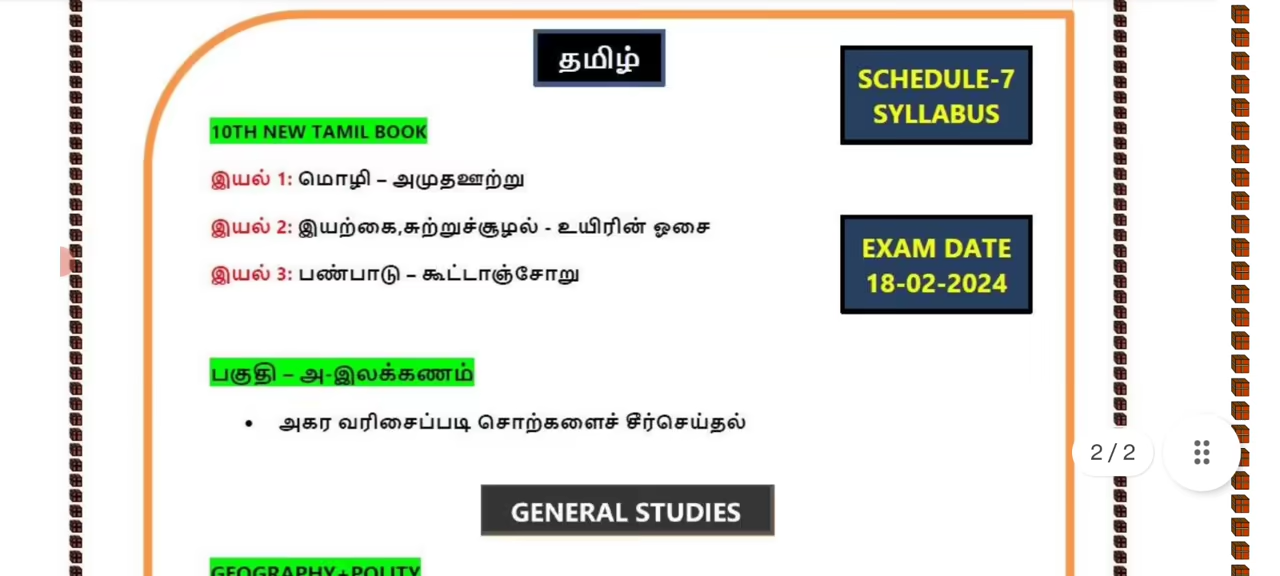 தமிழ்
SCHEDULE-7
SYLLABUS
10TH NEW TAMIL BOOK
இயல் 1: மொழி – அமுதஊற்று
இயல் 2: இயற்கை,சுற்றுச்சூழல் - உயிரின் ஓசை
இயல் 3: பண்பாடு – கூட்டாஞ்சோறு
EXAM DATE
18-02-2024
பகுதி – அ-இலக்கணம்
• அகர வரிசைப்படி சொற்களைச் சீர்செய்தல்
2 / 2
GENERAL STUDIES
GEOGRAPHY+POLITY